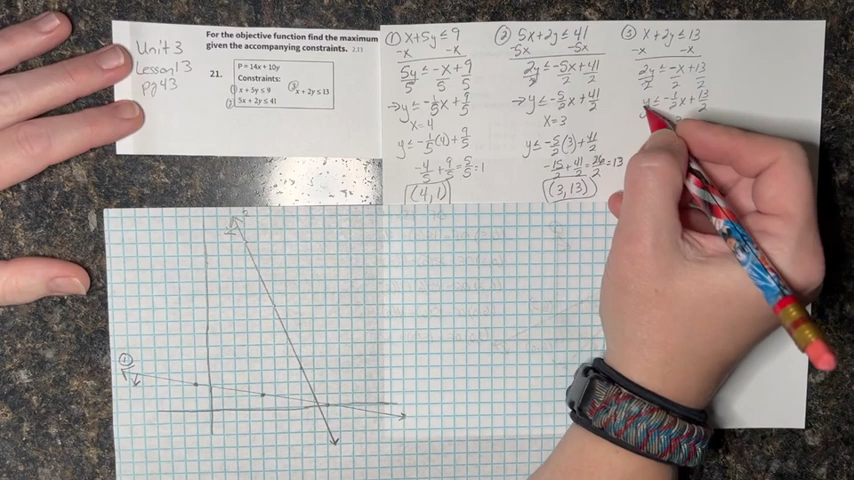 Unit 3
Lesson 13
pg 43
For the objective function find the maximum
given the accompanying constraints. 2.13
21.
P = 14x + 10y
Constraints:
① x + 5y ≤ 9
③ x + 2y ≤ 13
② 5x + 2y ≤ 41
① x+5y ≤ 9
-x -x
5y/5 ≤ -x/5 + 9/5
→ y ≤ -1/5 x + 9/5
x = 4
y ≤ -1/5 (4) + 9/5
-4/5 + 9/5 = 5/5 = 1
(4,1)
② 5x+2y ≤ 41
-5x -5x
2y/2 ≤ -5x/2 + 41/2
→ y ≤ -5/2 x + 41/2
x = 3
y ≤ -5/2 (3) + 41/2
-15/2 + 41/2 = 26/2 = 13
(3,13)
③ x+2y ≤ 13
-x -x
2y/2 ≤ -x/2 + 13/2
y ≤ -1/2 x + 13/2
①